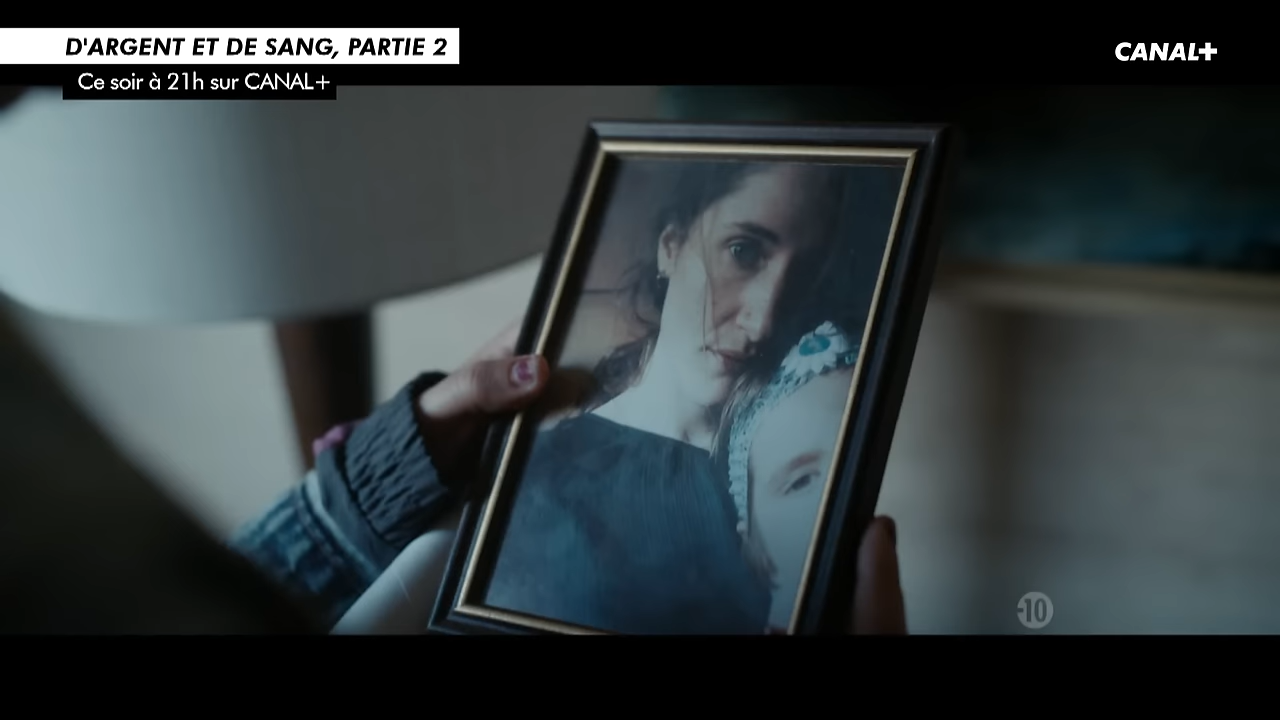 D'ARGENT ET DE SANG, PARTIE 2
Ce soir à 21h sur CANAL+
CANAL+
-10